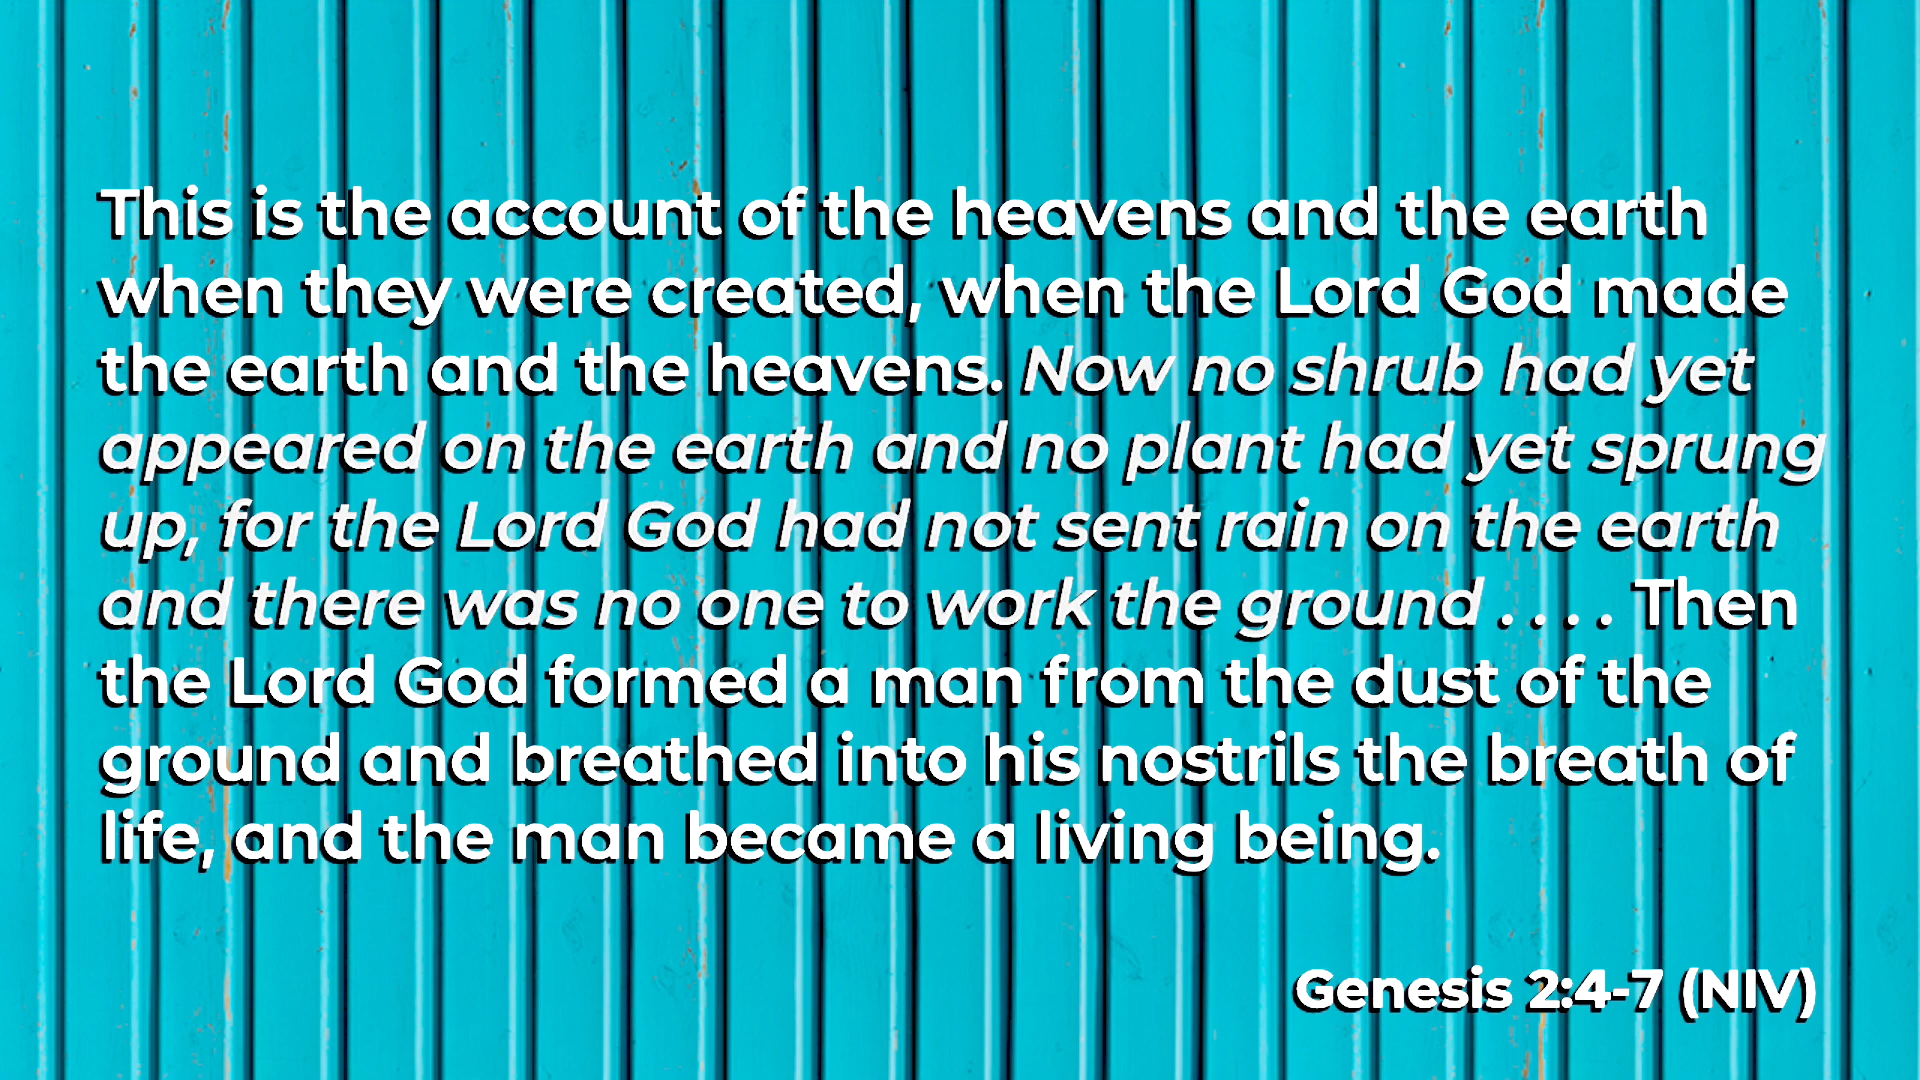 This is the account of the heavens and the earth
when they were created, when the Lord God made
the earth and the heavens. Now no shrub had yet
appeared on the earth and no plant had yet sprung
up, for the Lord God had not sent rain on the earth
and there was no one to work the ground . . . . Then
the Lord God formed a man from the dust of the
ground and breathed into his nostrils the breath of
life, and the man became a living being.
Genesis 2:4-7 (NIV)